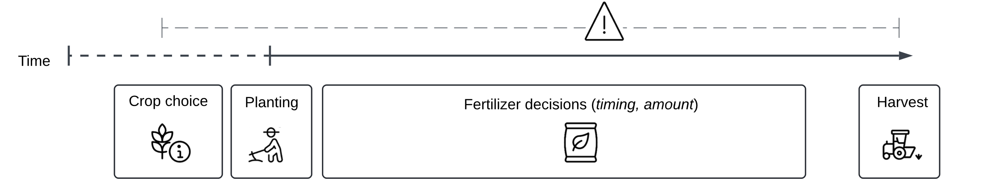 Time
Crop choice
Planting
Fertilizer decisions (timing, amount)
Harvest